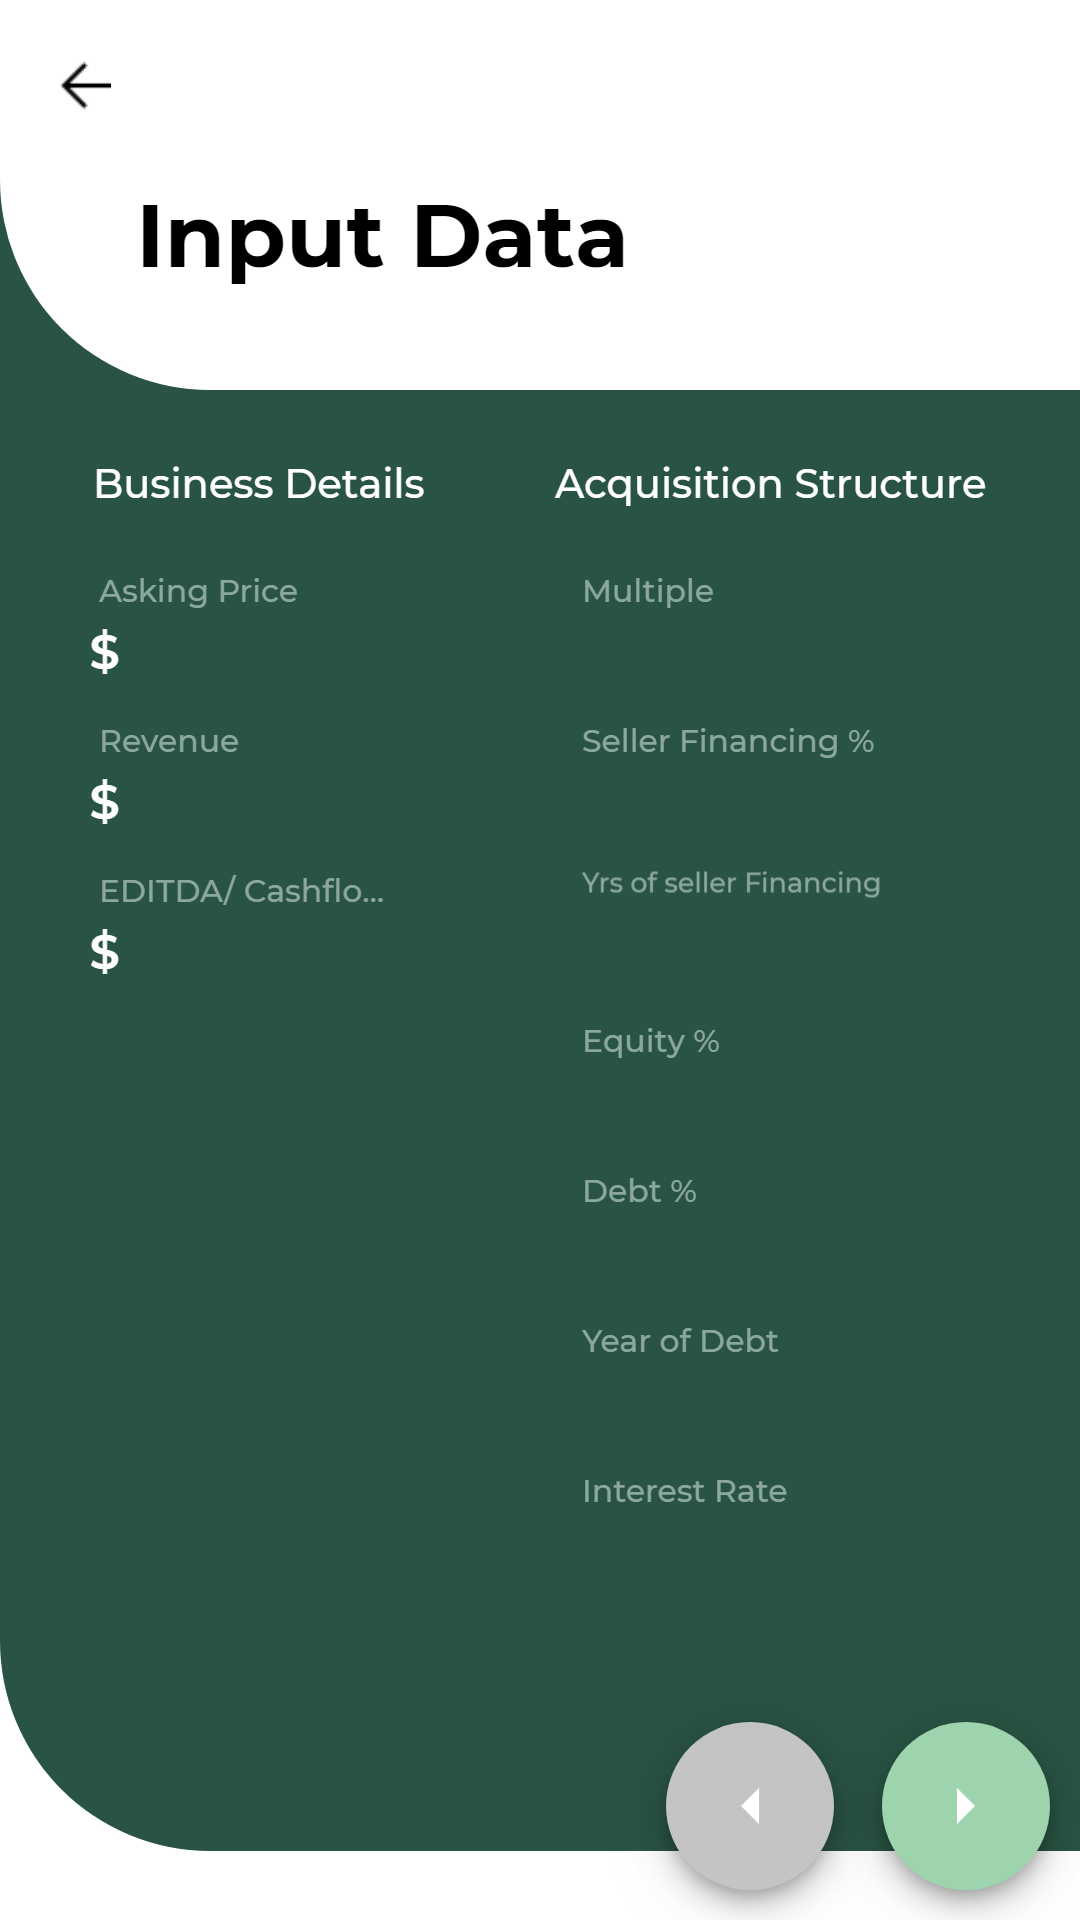 Input Data
Business Details
Asking Price
$
Revenue
$
EDITDA/ Cashflo...
$
Acquisition Structure
Multiple
Seller Financing %
Yrs of seller Financing
Equity %
Debt %
Year of Debt
Interest Rate